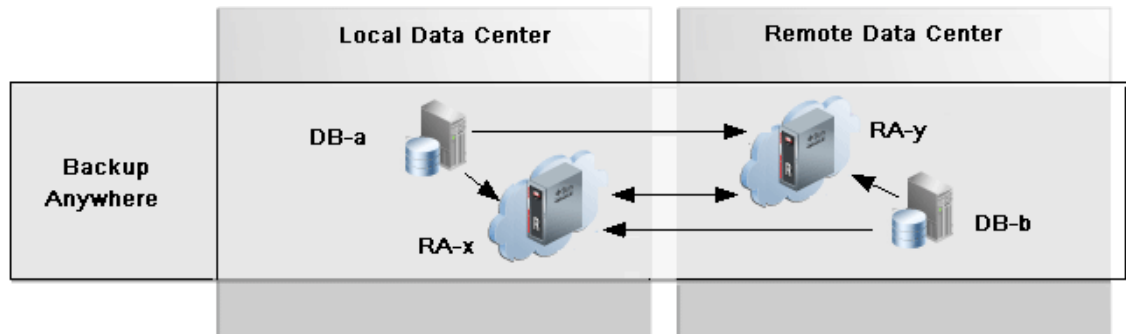 Local Data Center
Remote Data Center
Backup
Anywhere
DB-a
RA-x
RA-y
DB-b